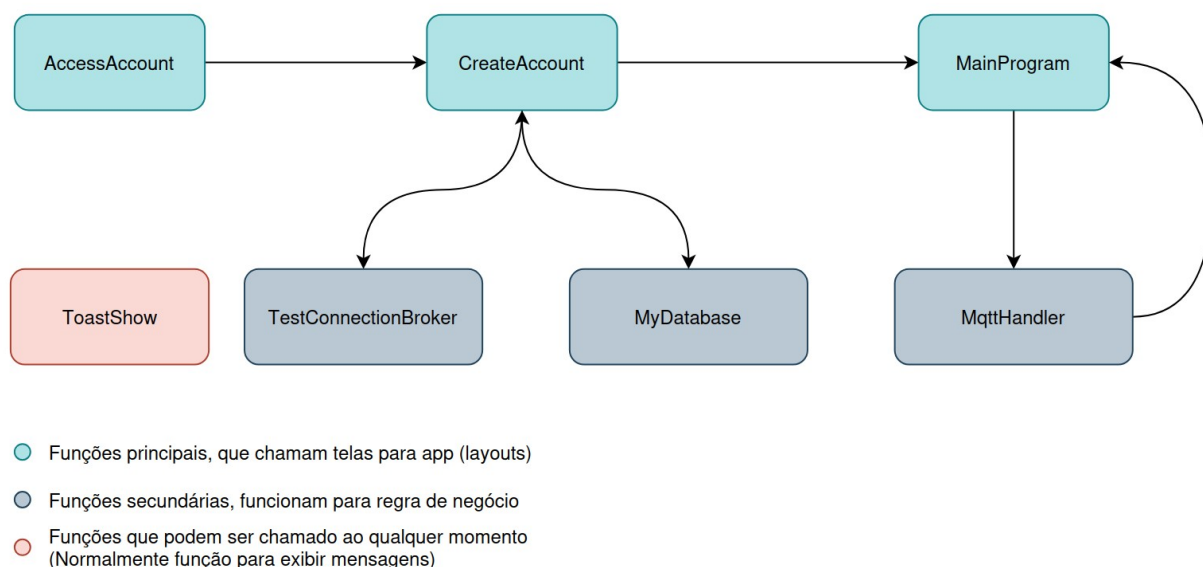 AccessAccount
CreateAccount
MainProgram
ToastShow
TestConnectionBroker
MyDatabase
MqttHandler
Funções principais, que chamam telas para app (layouts)
Funções secundárias, funcionam para regra de negócio
Funções que podem ser chamado ao qualquer momento
(Normalmente função para exibir mensagens)